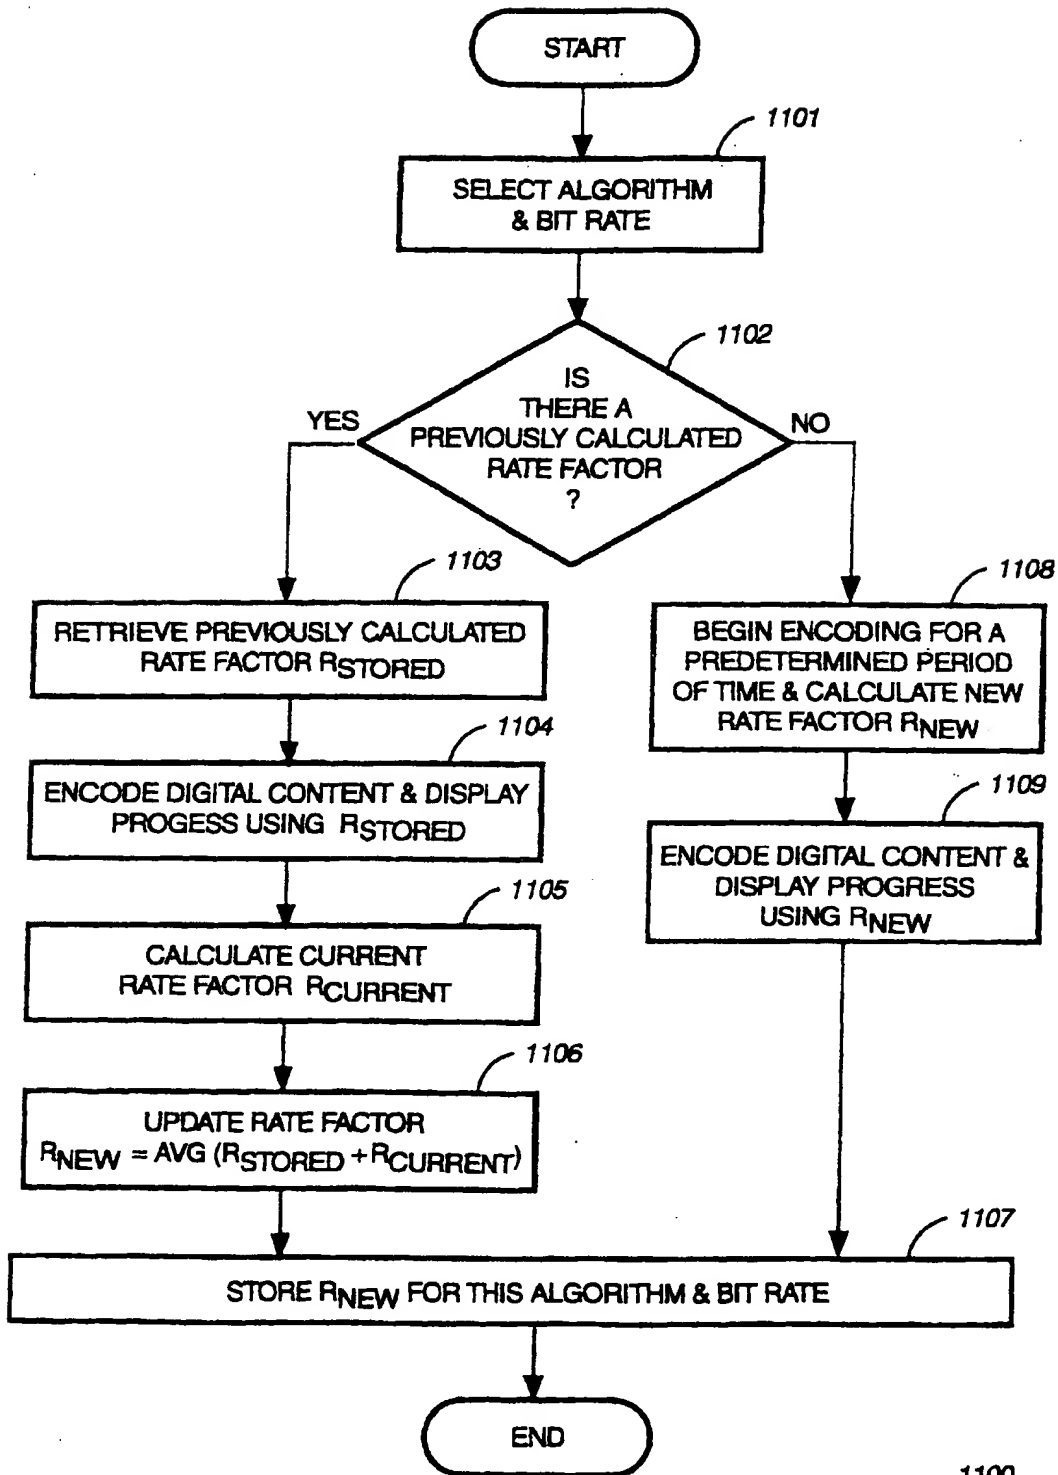 START
1101
SELECT ALGORITHM
& BIT RATE
1102
IS
THERE A
PREVIOUSLY CALCULATED
RATE FACTOR
?
YES
NO
1103
RETRIEVE PREVIOUSLY CALCULATED
RATE FACTOR RSTORED
1104
ENCODE DIGITAL CONTENT & DISPLAY
PROGESS USING RSTORED
1105
CALCULATE CURRENT
RATE FACTOR RCURRENT
1106
UPDATE RATE FACTOR
RNEW = AVG (RSTORED +RCURRENT)
1108
BEGIN ENCODING FOR A
PREDETERMINED PERIOD
OF TIME & CALCULATE NEW
RATE FACTOR RNEW
1109
ENCODE DIGITAL CONTENT &
DISPLAY PROGRESS
USING RNEW
1107
STORE RNEW FOR THIS ALGORITHM & BIT RATE
END
1100